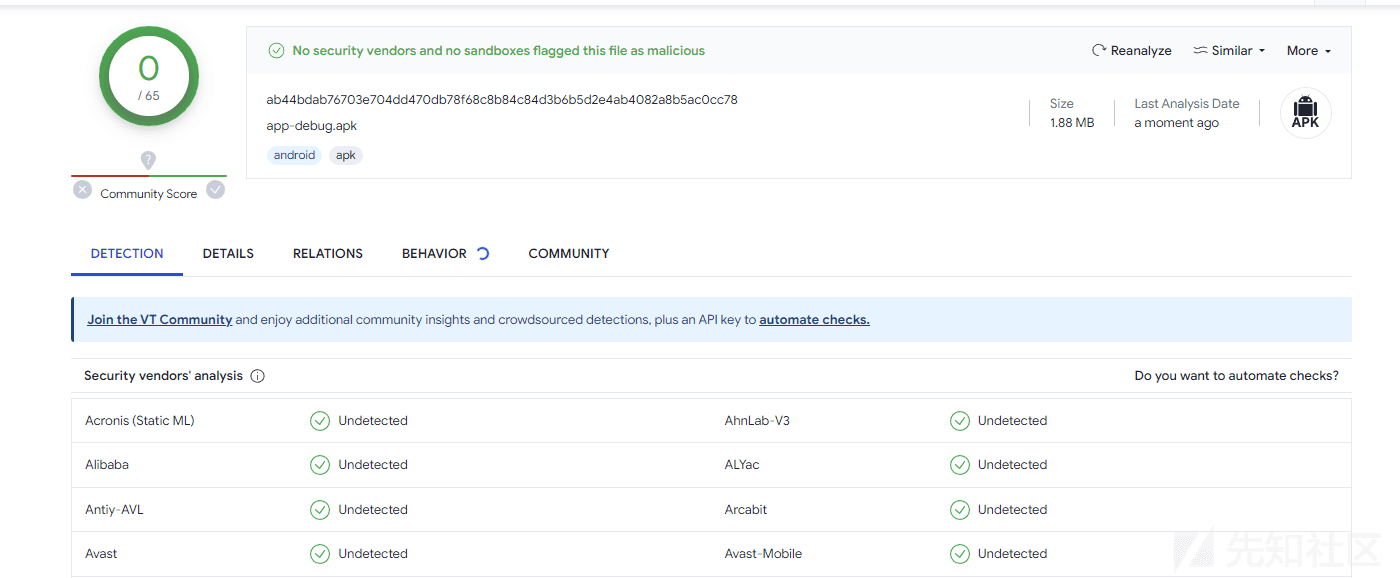 0
/ 65
?
Community Score
No security vendors and no sandboxes flagged this file as malicious
Reanalyze
Similar
More
ab44bdab76703e704dd470db78f68c8b84c84d3b6b5d2e4ab4082a8b5ac0cc78
app-debug.apk
android apk
Size
1.88 MB
Last Analysis Date
a moment ago
APK
DETECTION DETAILS RELATIONS BEHAVIOR COMMUNITY
Join the VT Community and enjoy additional community insights and crowdsourced detections, plus an API key to automate checks.
Security vendors' analysis Do you want to automate checks?
Acronis (Static ML) Undetected AhnLab-V3 Undetected
Alibaba Undetected ALYac Undetected
Antiy-AVL Undetected Arcabit Undetected
Avast Undetected Avast-Mobile Undetected
先知社区